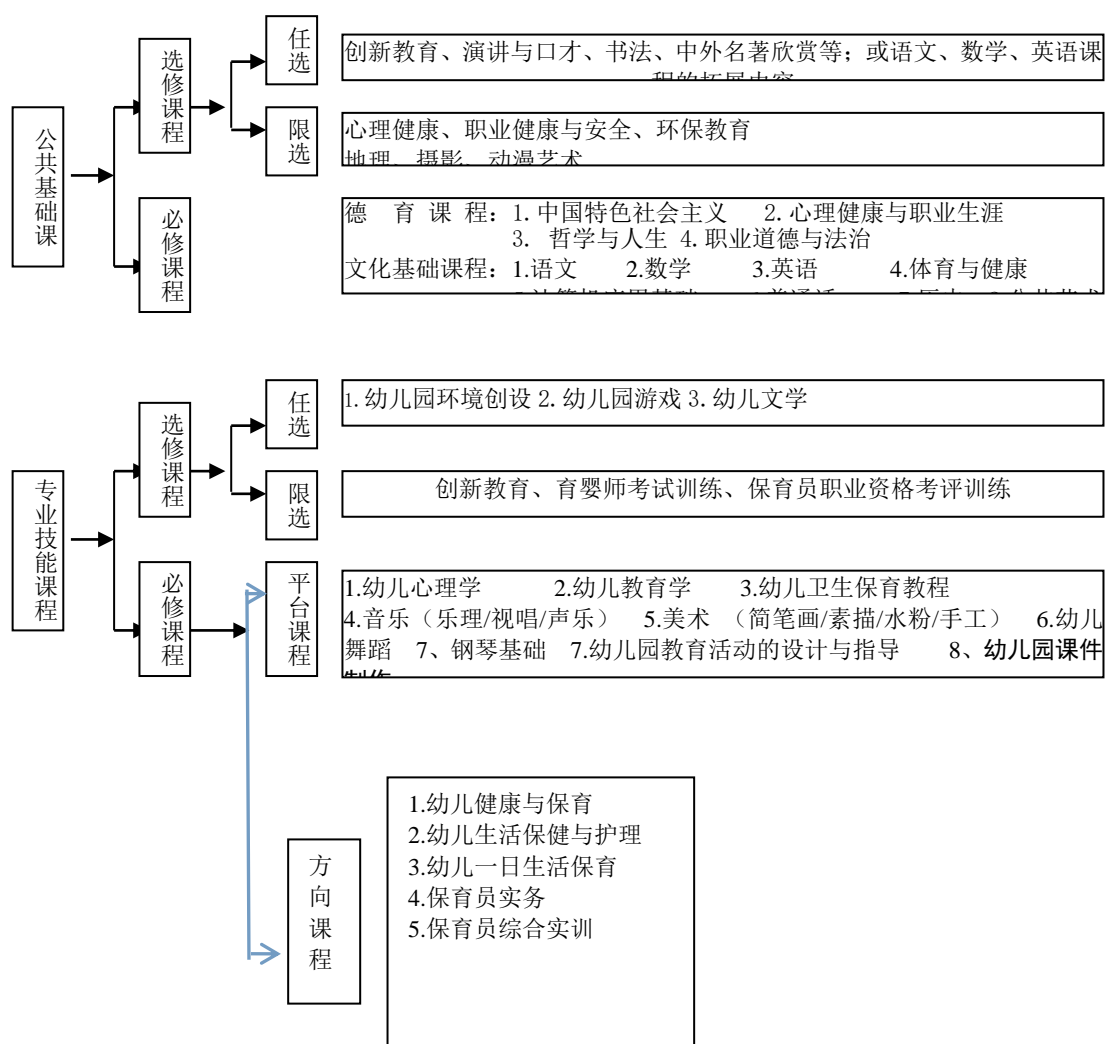 公共基础课
选修课程
任选
创新教育、演讲与口才、书法、中外名著欣赏等；或语文、数学、英语课
限选
心理健康、职业健康与安全、环保教育
地理、摄影、动漫艺术
必修课程
德 育 课 程：1.中国特色社会主义 2.心理健康与职业生涯
3. 哲学与人生 4.职业道德与法治
文化基础课程：1.语文 2.数学 3.英语 4.体育与健康
专业技能课程
选修课程
任选
1.幼儿园环境创设 2.幼儿园游戏 3.幼儿文学
限选
创新教育、育婴师考试训练、保育员职业资格考评训练
必修课程
平台课程
1.幼儿心理学 2.幼儿教育学 3.幼儿卫生保育教程
4.音乐（乐理/视唱/声乐） 5.美术 （简笔画/素描/水粉/手工） 6.幼儿
舞蹈 7、钢琴基础 7.幼儿园教育活动的设计与指导 8、幼儿园课件
方向课程
1.幼儿健康与保育
2.幼儿生活保健与护理
3.幼儿一日生活保育
4.保育员实务
5.保育员综合实训